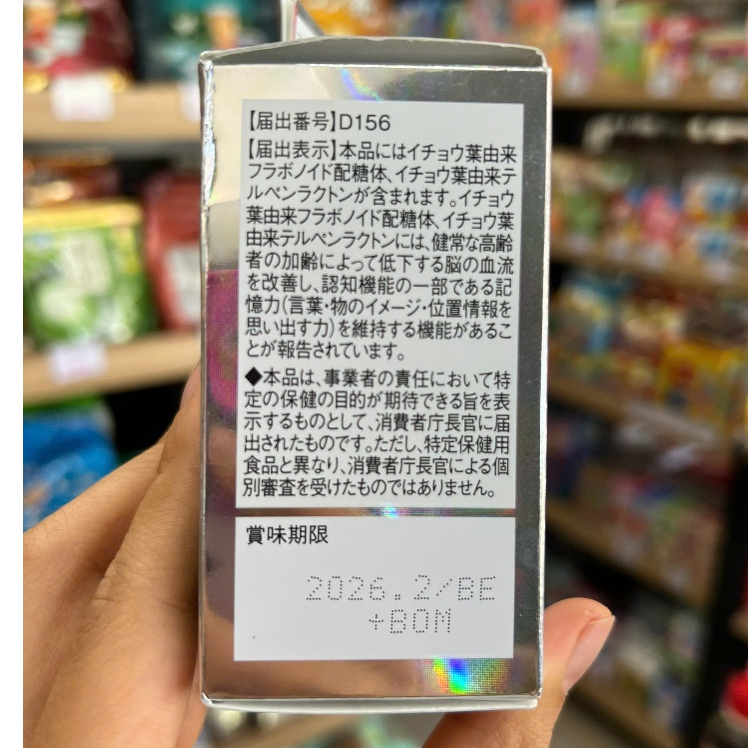 【届出番号】D156
【届出表示】本品にはイチョウ葉由来
フラボノイド配糖体、イチョウ葉由来テ
ルペンラクトンが含まれます。イチョウ
葉由来フラボノイド配糖体、イチョウ葉
由来テルペンラクトンには、健常な高齢
者の加齢によって低下する脳の血流
を改善し、認知機能の一部である記
憶力(言葉・物のイメージ・位置情報を
思い出す力)を維持する機能があるこ
とが報告されています。
◆本品は、事業者の責任において特
定の保健の目的が期待できる旨を表
示するものとして、消費者庁長官に届
出されたものです。ただし、特定保健用
食品と異なり、消費者庁長官による個
別審査を受けたものではありません。
賞味期限
2026.2/BE
+BOM